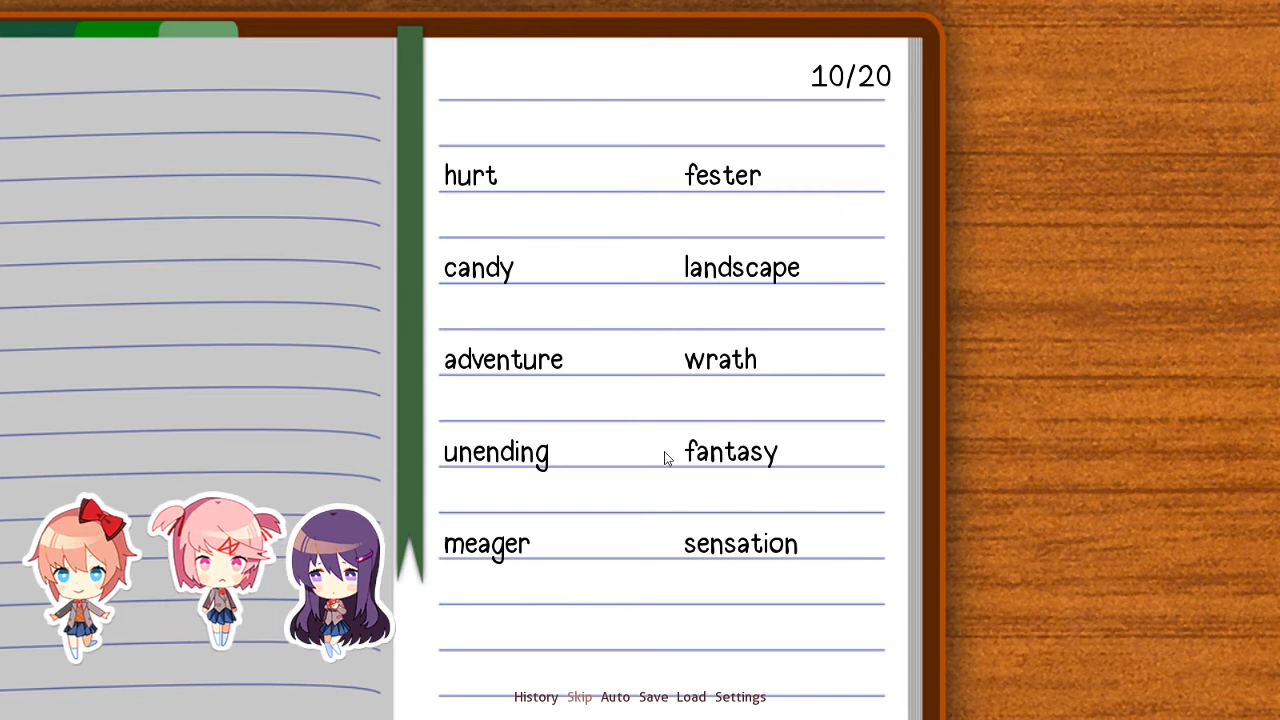 10/20
hurt fester
candy landscape
adventure wrath
unending fantasy
meager sensation
History Skip Auto Save Load Settings